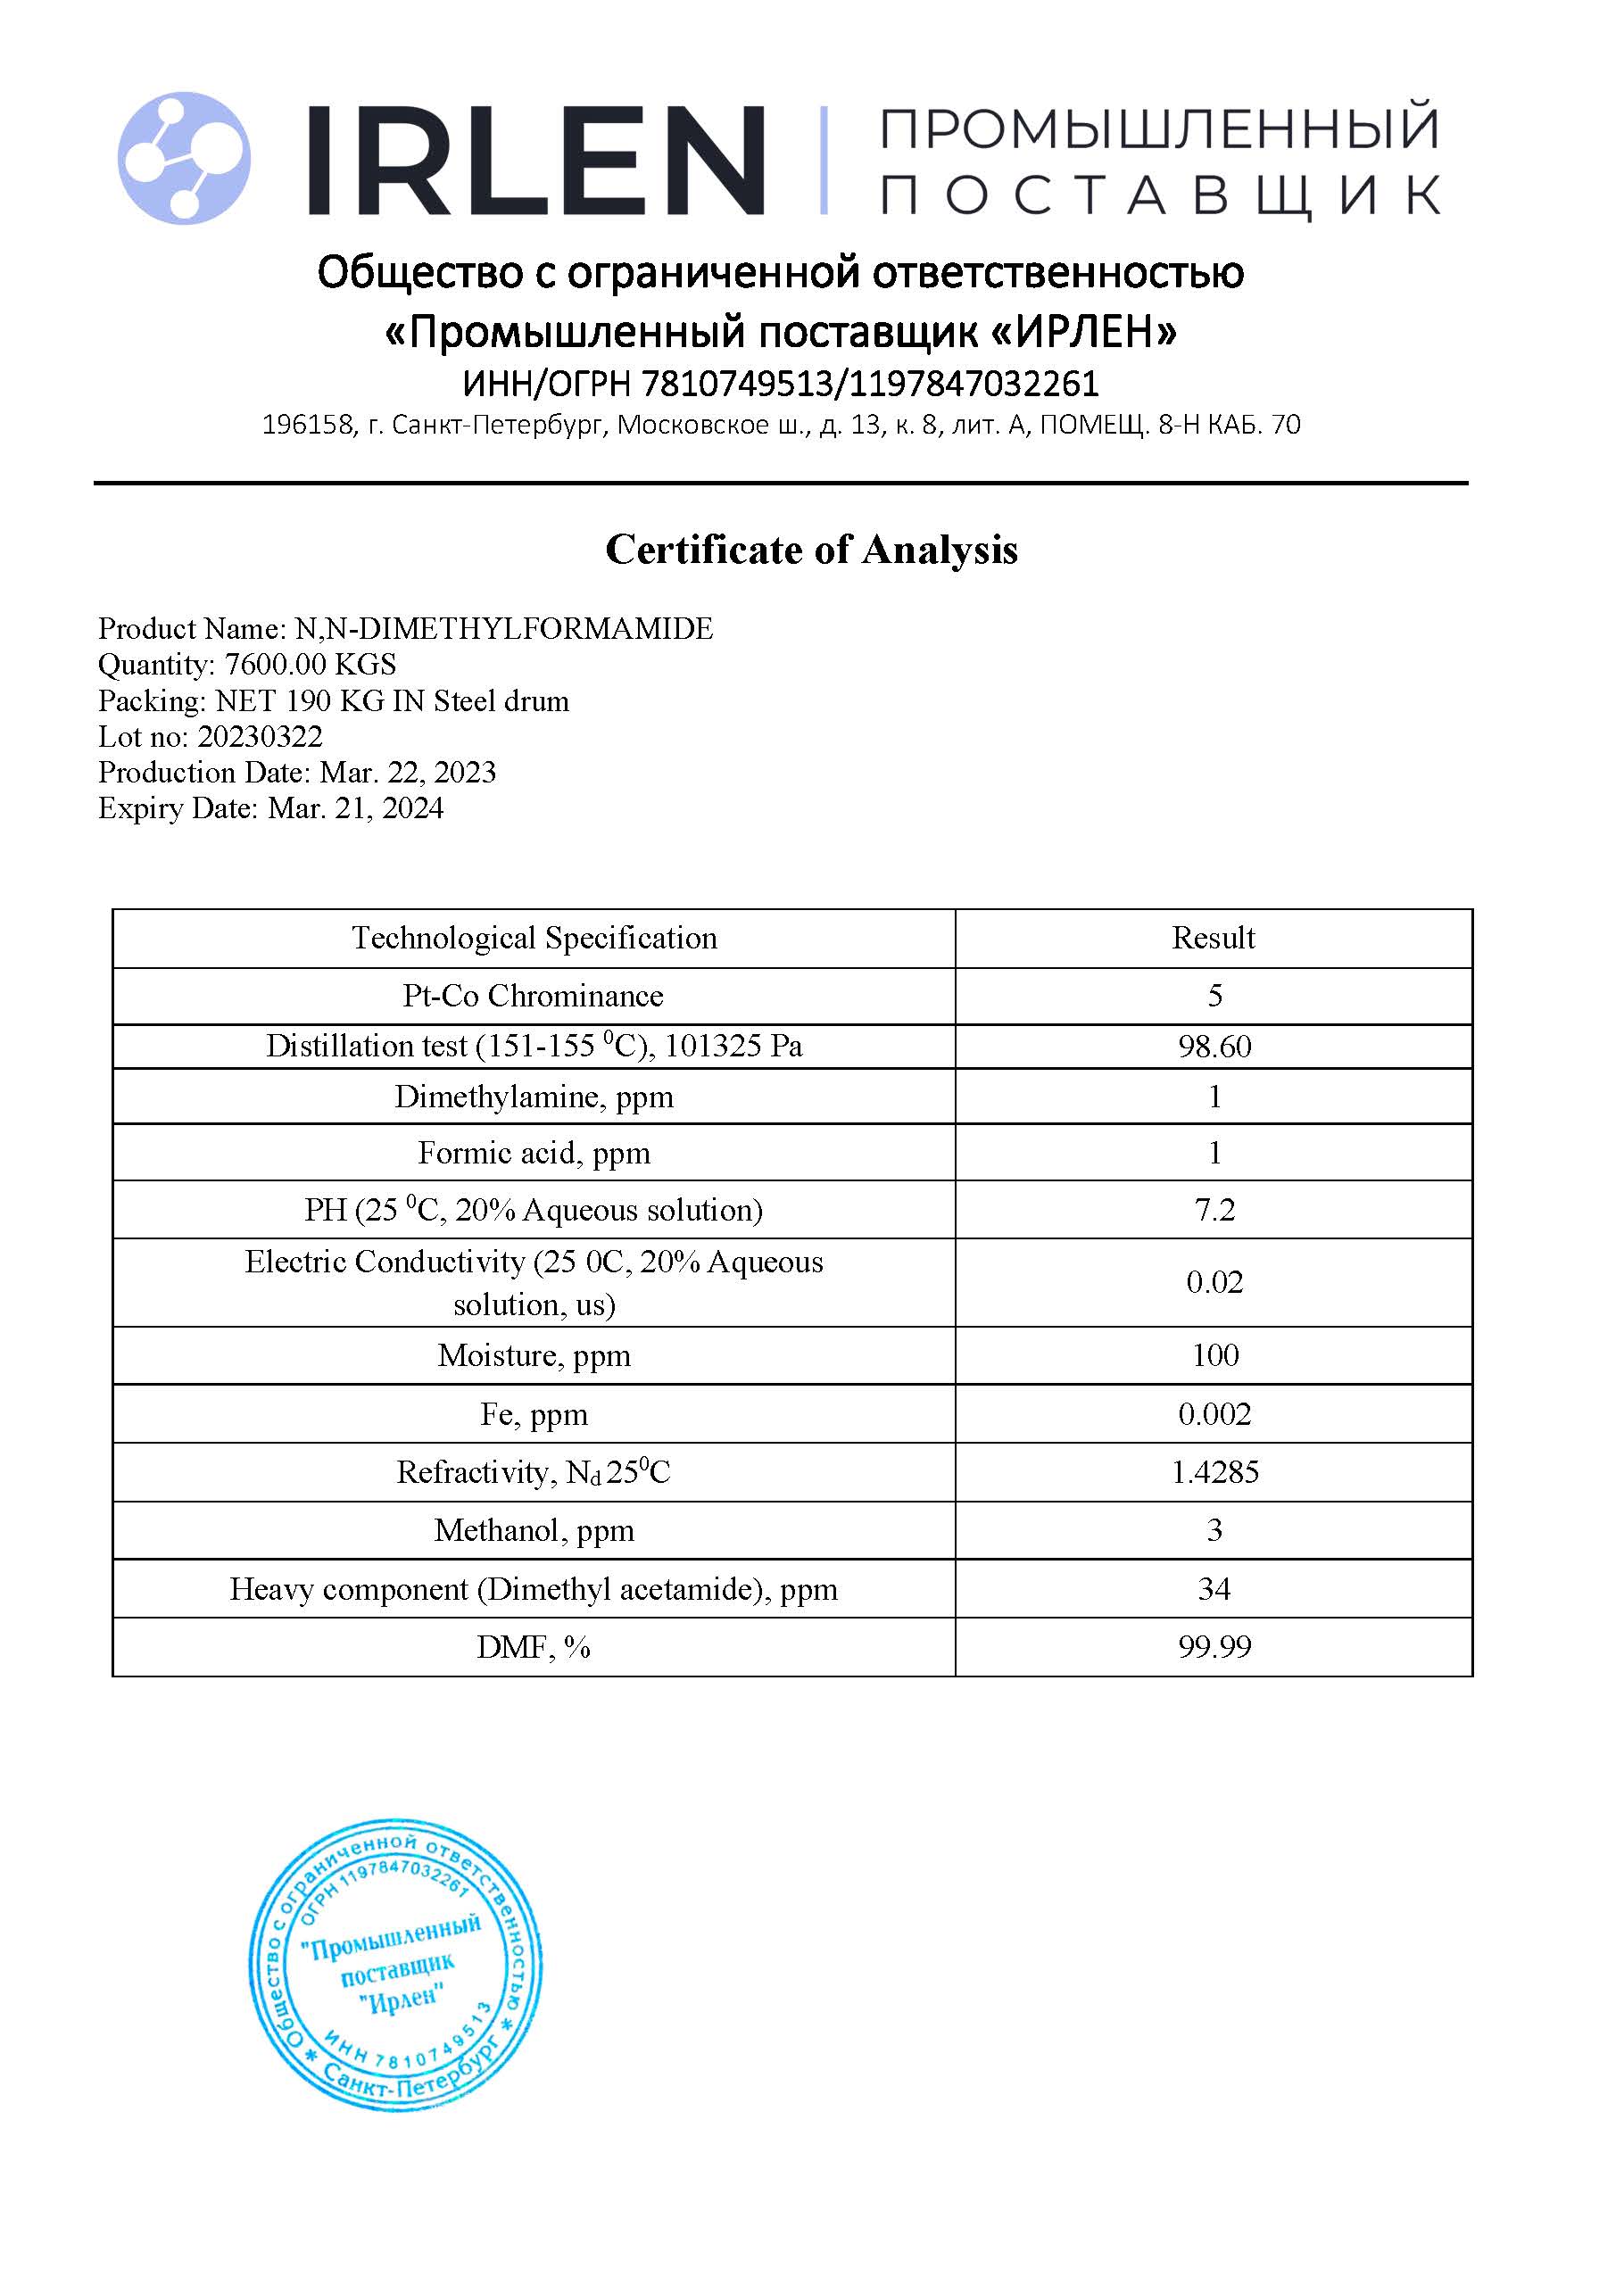 IRLEN
ПРОМЫШЛЕННЫЙ
ПОСТАВЩИК
Общество с ограниченной ответственностью
«Промышленный поставщик «ИРЛЕН»
ИНН/ОГРН 7810749513/1197847032261
196158, г. Санкт-Петербург, Московское ш., д. 13, к. 8, лит. А, ПОМЕЩ. 8-Н КАБ. 70
Certificate of Analysis
Product Name: N,N-DIMETHYLFORMAMIDE
Quantity: 7600.00 KGS
Packing: NET 190 KG IN Steel drum
Lot no: 20230322
Production Date: Mar. 22, 2023
Expiry Date: Mar. 21, 2024
Technological Specification Result
Pt-Co Chrominance 5
Distillation test (151-155 ⁰C), 101325 Pa 98.60
Dimethylamine, ppm 1
Formic acid, ppm 1
PH (25 ⁰C, 20% Aqueous solution) 7.2
Electric Conductivity (25 0C, 20% Aqueous
solution, us) 0.02
Moisture, ppm 100
Fe, ppm 0.002
Refractivity, Nd 25⁰C 1.4285
Methanol, ppm 3
Heavy component (Dimethyl acetamide), ppm 34
DMF, % 99.99
Общество с ограниченной ответственностью
ОГРН 1197847032261
"Промышленный
поставщик
"Ирлен"
ИНН 7810749513
* Санкт-Петербург *